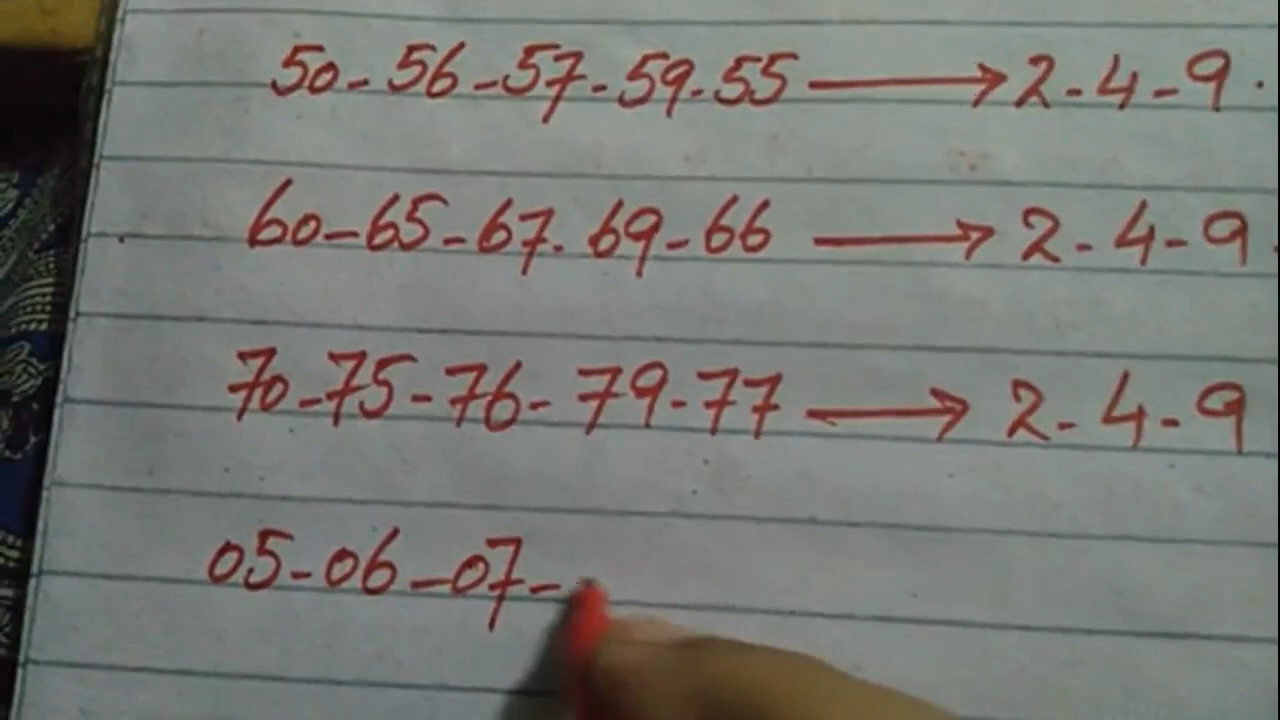 50-56-57-59-55 → 2-4-9.
60-65-67-69-66 → 2-4-9.
70-75-76-79-77 → 2-4-9
05-06-07-